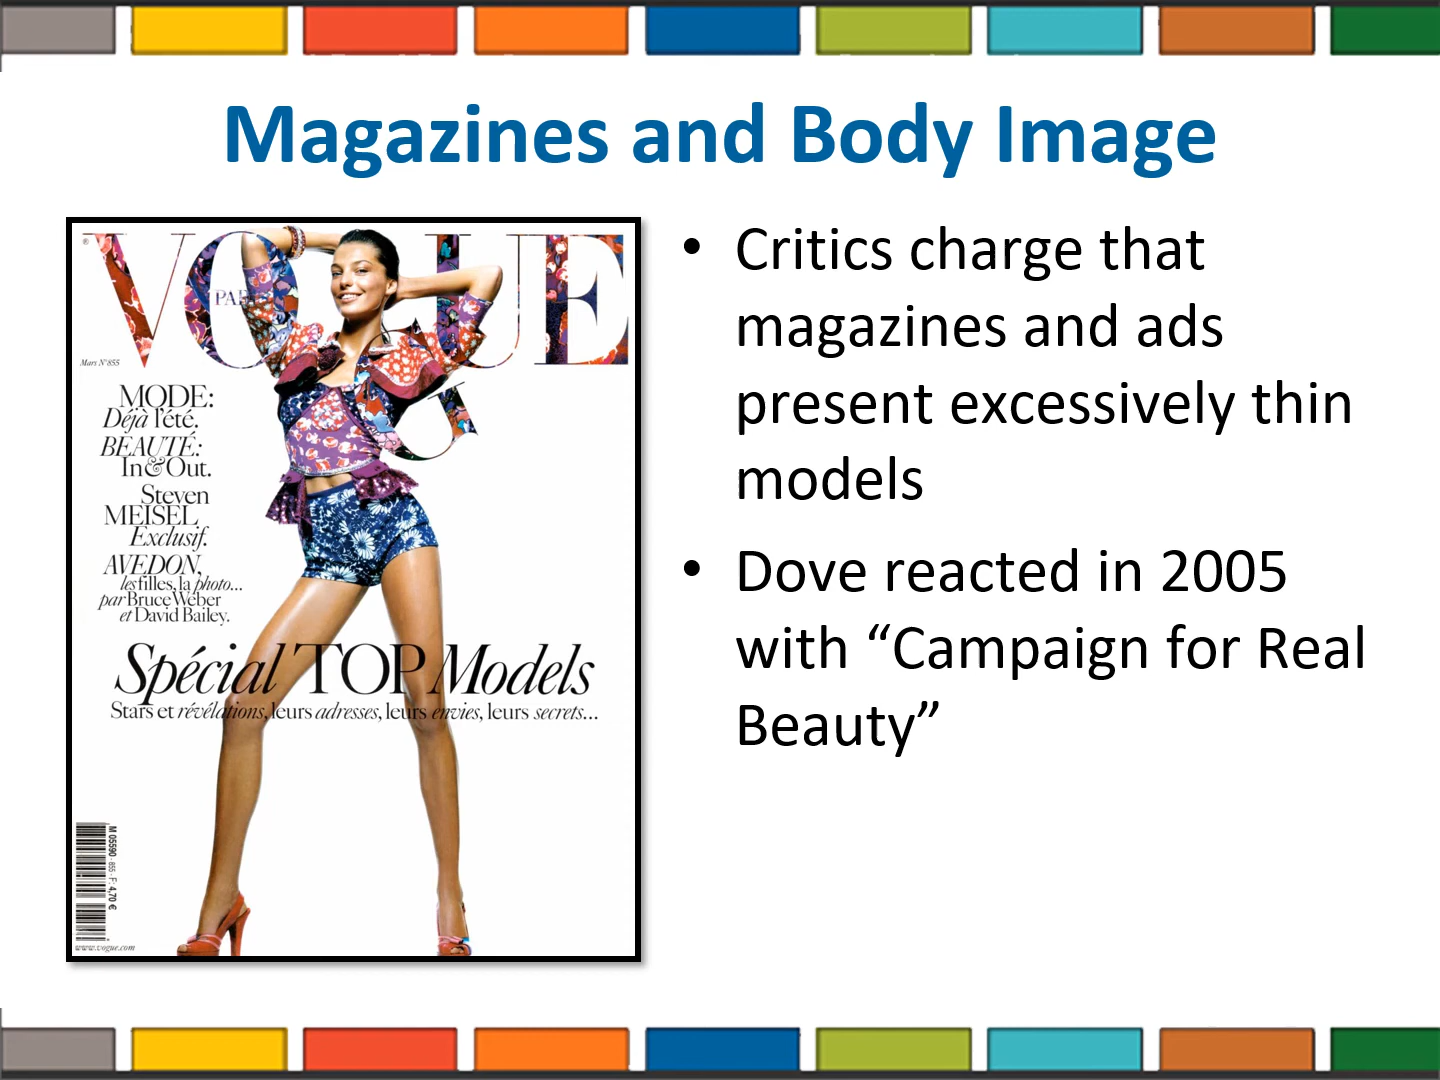 Magazines and Body Image
VOGUE
PARIS
Mars N°855
MODE:
Déjà l'été.
BEAUTÉ:
In&Out.
Steven
MEISEL
Exclusif.
AVEDON,
les filles, la photo...
par Bruce Weber
et David Bailey.
Spécial TOP Models
Stars et révélations, leurs adresses, leurs envies, leurs secrets...
M 05590 - 855 - F: 4,70 €
www.vogue.com
• Critics charge that
magazines and ads
present excessively thin
models
• Dove reacted in 2005
with “Campaign for Real
Beauty”